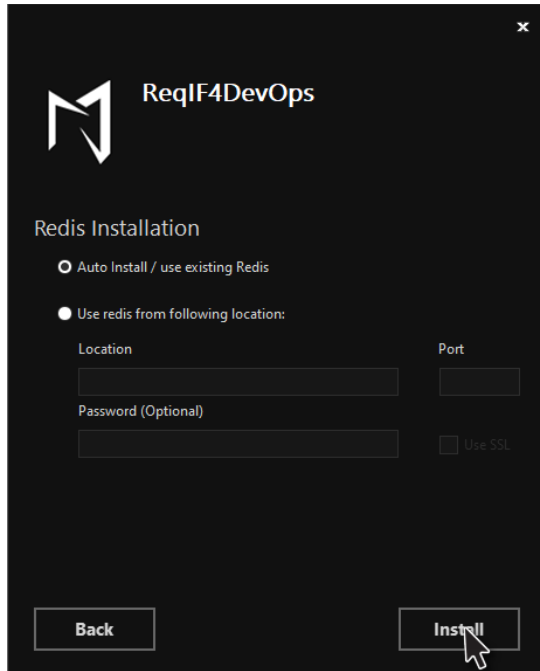 x
ReqIF4DevOps
Redis Installation
Auto Install / use existing Redis
Use redis from following location:
Location Port
Password (Optional)
Use SSL
Back Install